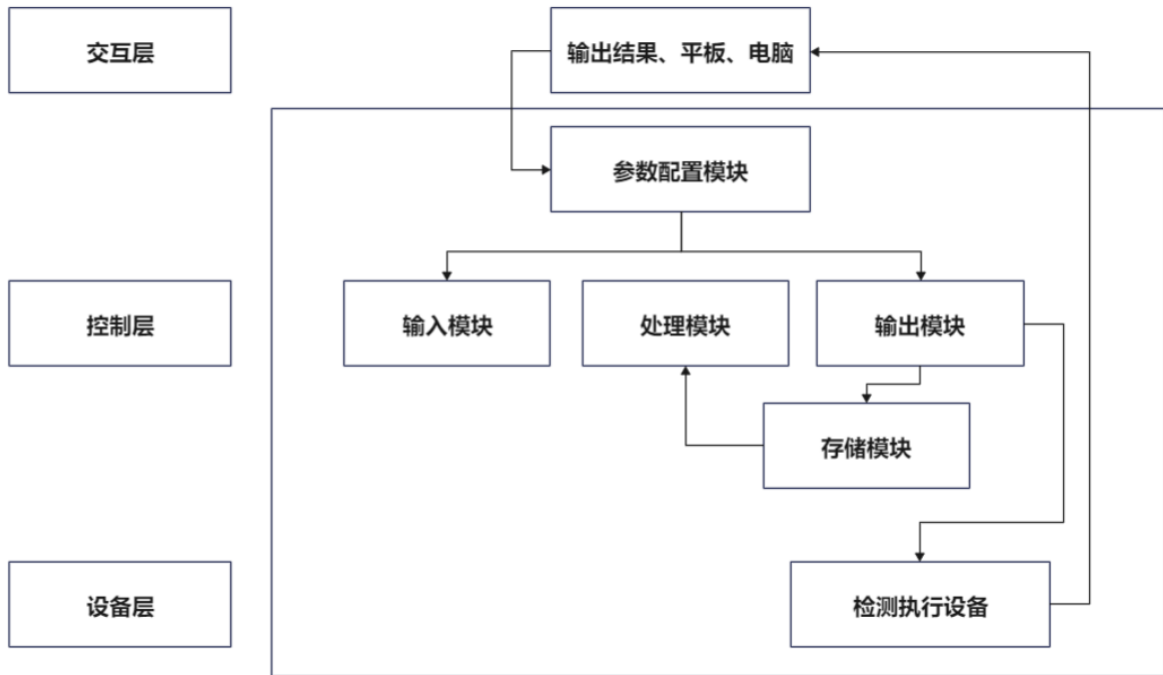 交互层
输出结果、平板、电脑
参数配置模块
控制层
输入模块
处理模块
输出模块
存储模块
设备层
检测执行设备